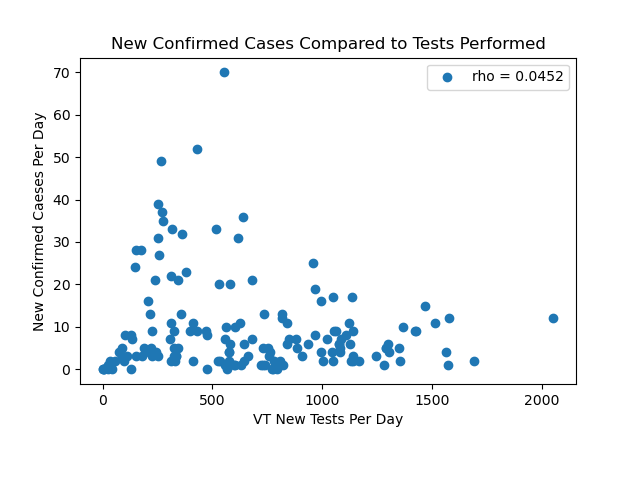 New Confirmed Cases Compared to Tests Performed
rho = 0.0452
70
60
50
40
30
20
10
0
New Confirmed Caeses Per Day
0 500 1000 1500 2000
VT New Tests Per Day